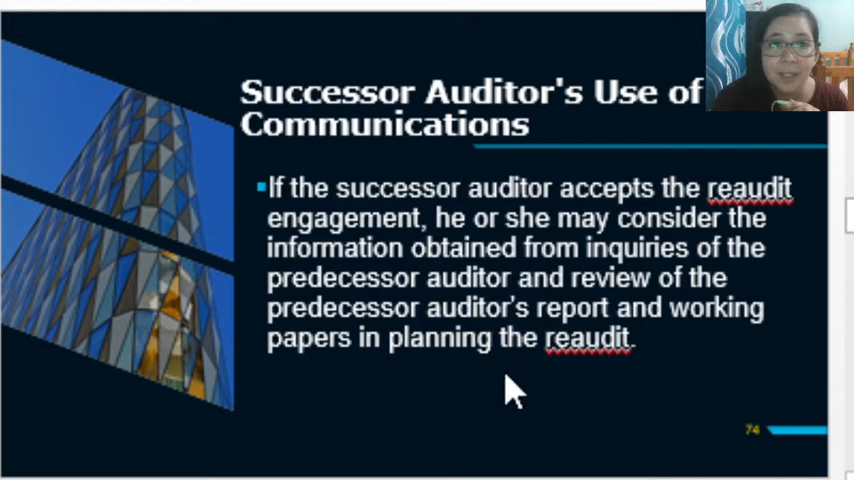 Successor Auditor's Use of
Communications
If the successor auditor accepts the reaudit
engagement, he or she may consider the
information obtained from inquiries of the
predecessor auditor and review of the
predecessor auditor's report and working
papers in planning the reaudit.
74